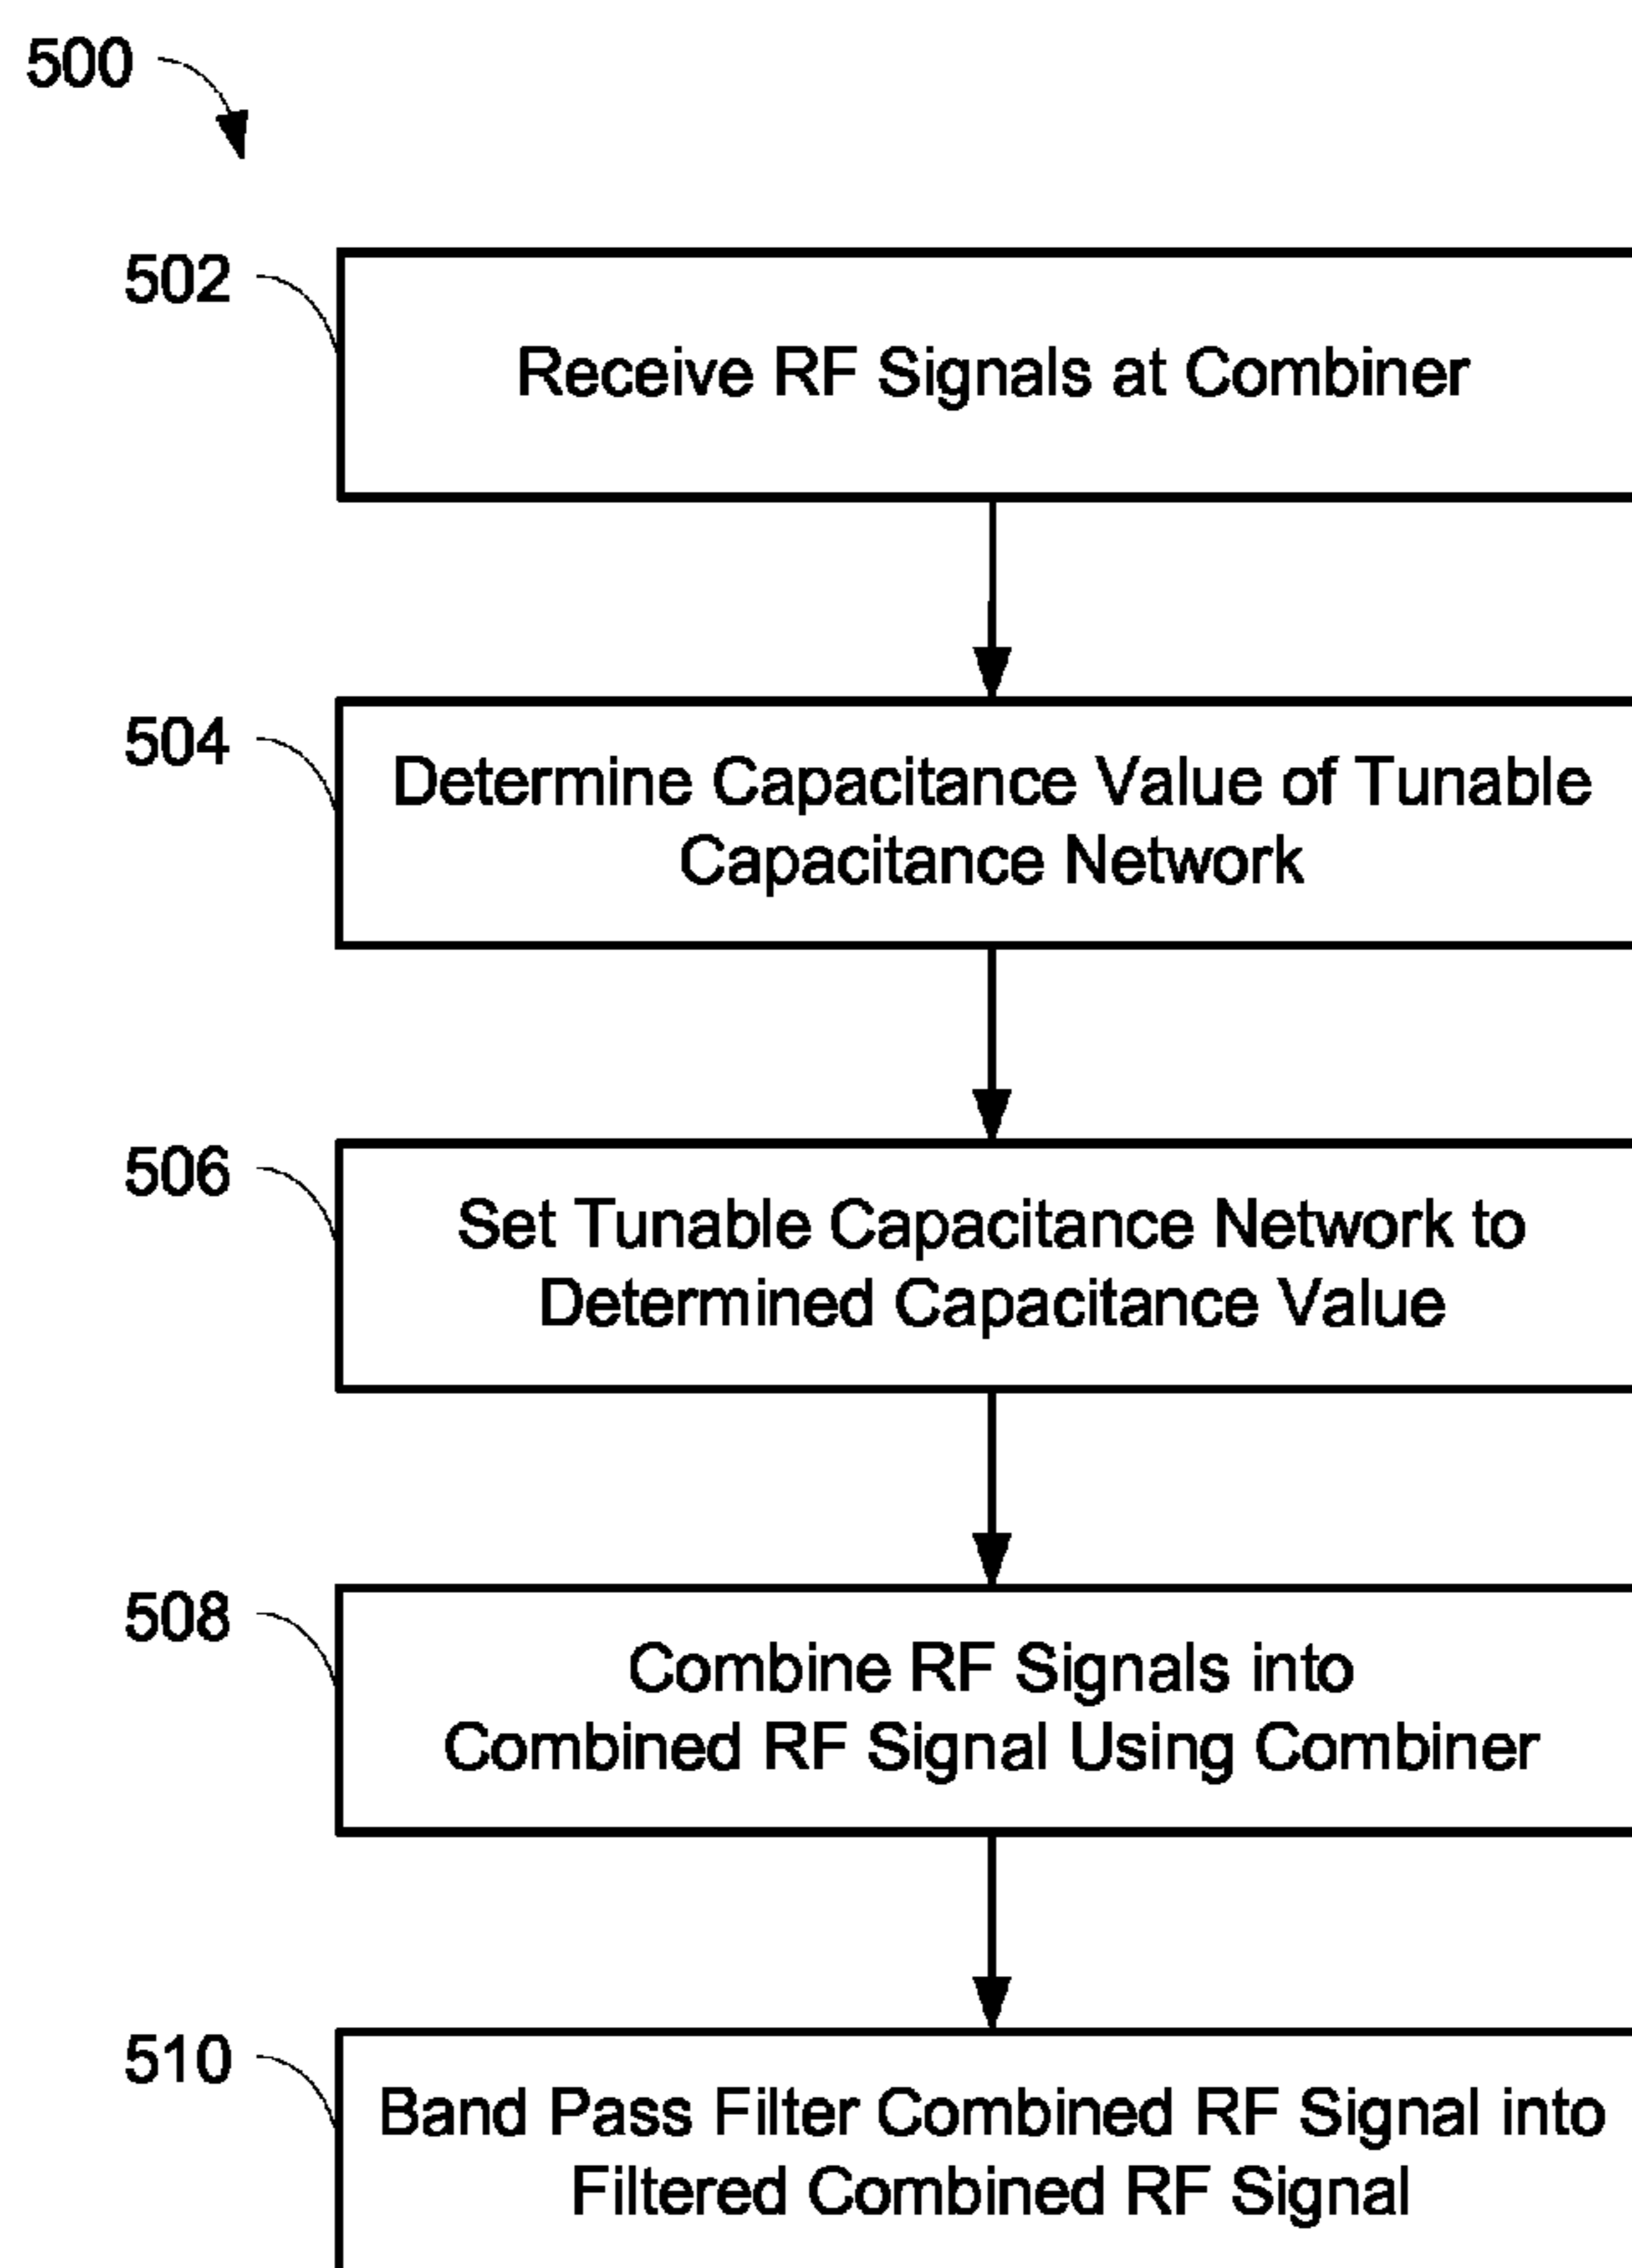 500
502
Receive RF Signals at Combiner
504
Determine Capacitance Value of Tunable
Capacitance Network
506
Set Tunable Capacitance Network to
Determined Capacitance Value
508
Combine RF Signals into
Combined RF Signal Using Combiner
510
Band Pass Filter Combined RF Signal into
Filtered Combined RF Signal